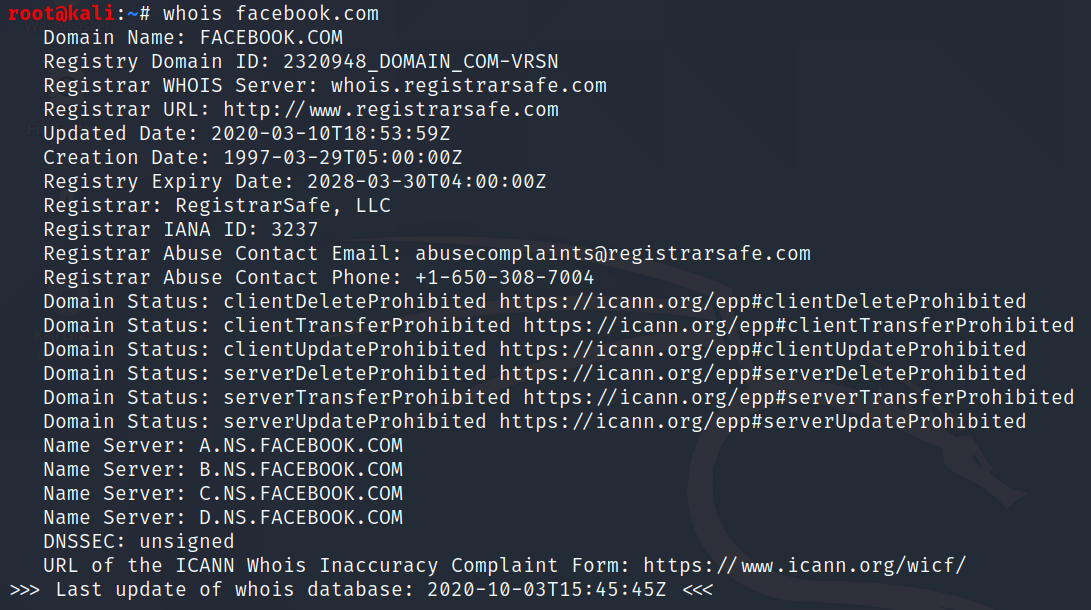 root@kali:~# whois facebook.com
Domain Name: FACEBOOK.COM
Registry Domain ID: 2320948_DOMAIN_COM-VRSN
Registrar WHOIS Server: whois.registrarsafe.com
Registrar URL: http://www.registrarsafe.com
Updated Date: 2020-03-10T18:53:59Z
Creation Date: 1997-03-29T05:00:00Z
Registry Expiry Date: 2028-03-30T04:00:00Z
Registrar: RegistrarSafe, LLC
Registrar IANA ID: 3237
Registrar Abuse Contact Email: abusecomplaints@registrarsafe.com
Registrar Abuse Contact Phone: +1-650-308-7004
Domain Status: clientDeleteProhibited https://icann.org/epp#clientDeleteProhibited
Domain Status: clientTransferProhibited https://icann.org/epp#clientTransferProhibited
Domain Status: clientUpdateProhibited https://icann.org/epp#clientUpdateProhibited
Domain Status: serverDeleteProhibited https://icann.org/epp#serverDeleteProhibited
Domain Status: serverTransferProhibited https://icann.org/epp#serverTransferProhibited
Domain Status: serverUpdateProhibited https://icann.org/epp#serverUpdateProhibited
Name Server: A.NS.FACEBOOK.COM
Name Server: B.NS.FACEBOOK.COM
Name Server: C.NS.FACEBOOK.COM
Name Server: D.NS.FACEBOOK.COM
DNSSEC: unsigned
URL of the ICANN Whois Inaccuracy Complaint Form: https://www.icann.org/wicf/
>>> Last update of whois database: 2020-10-03T15:45:45Z <<<